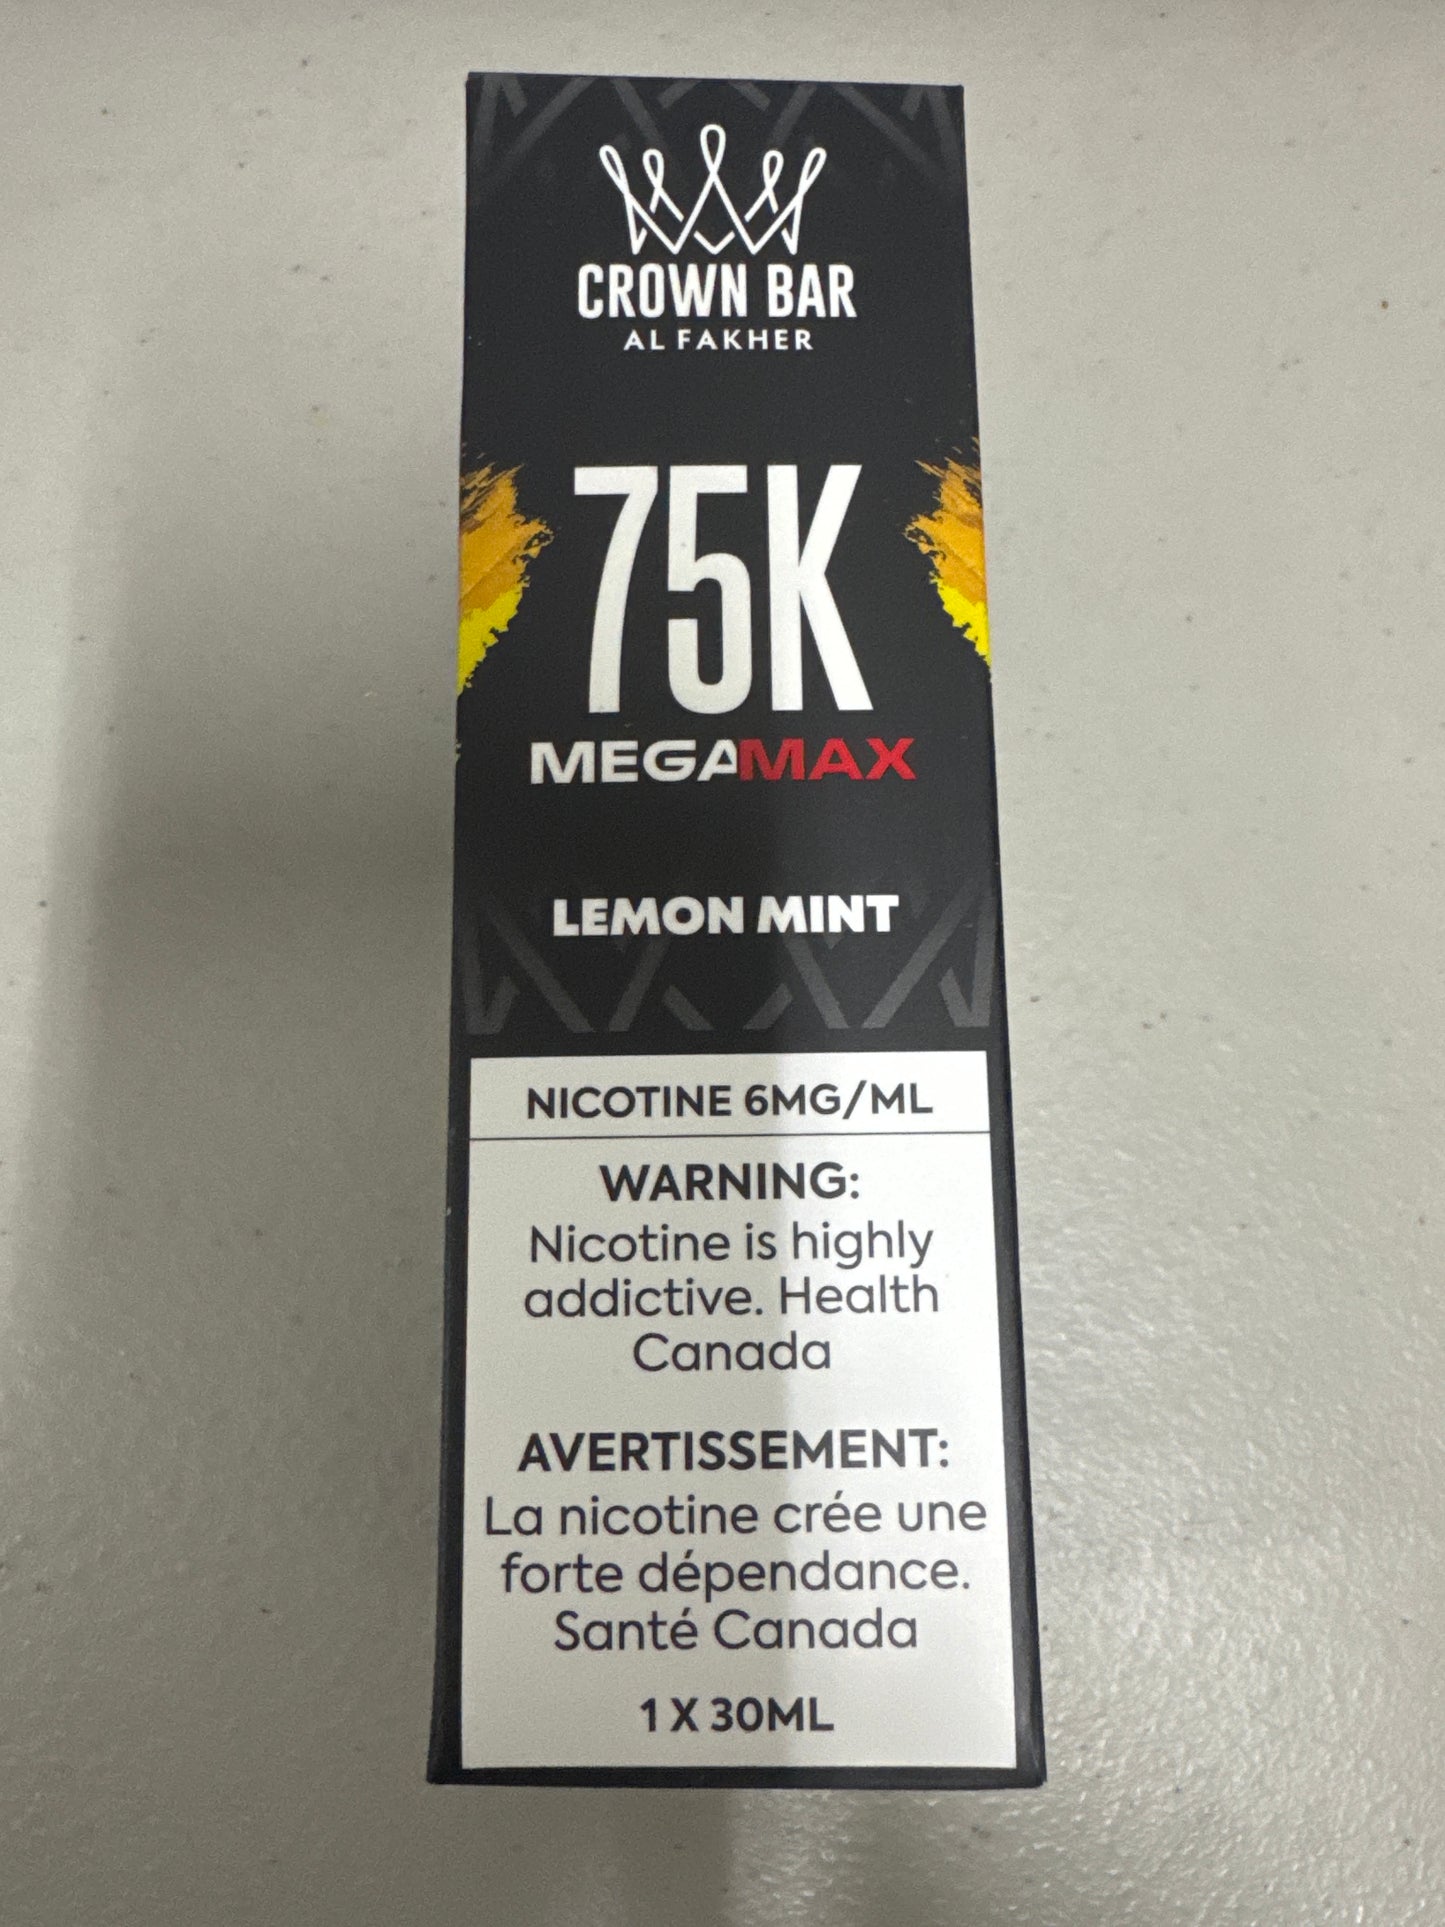 CROWN BAR
AL FAKHER
75K
MEGAMAX
LEMON MINT
NICOTINE 6MG/ML
WARNING:
Nicotine is highly
addictive. Health
Canada
AVERTISSEMENT:
La nicotine crée une
forte dépendance.
Santé Canada
1 X 30ML